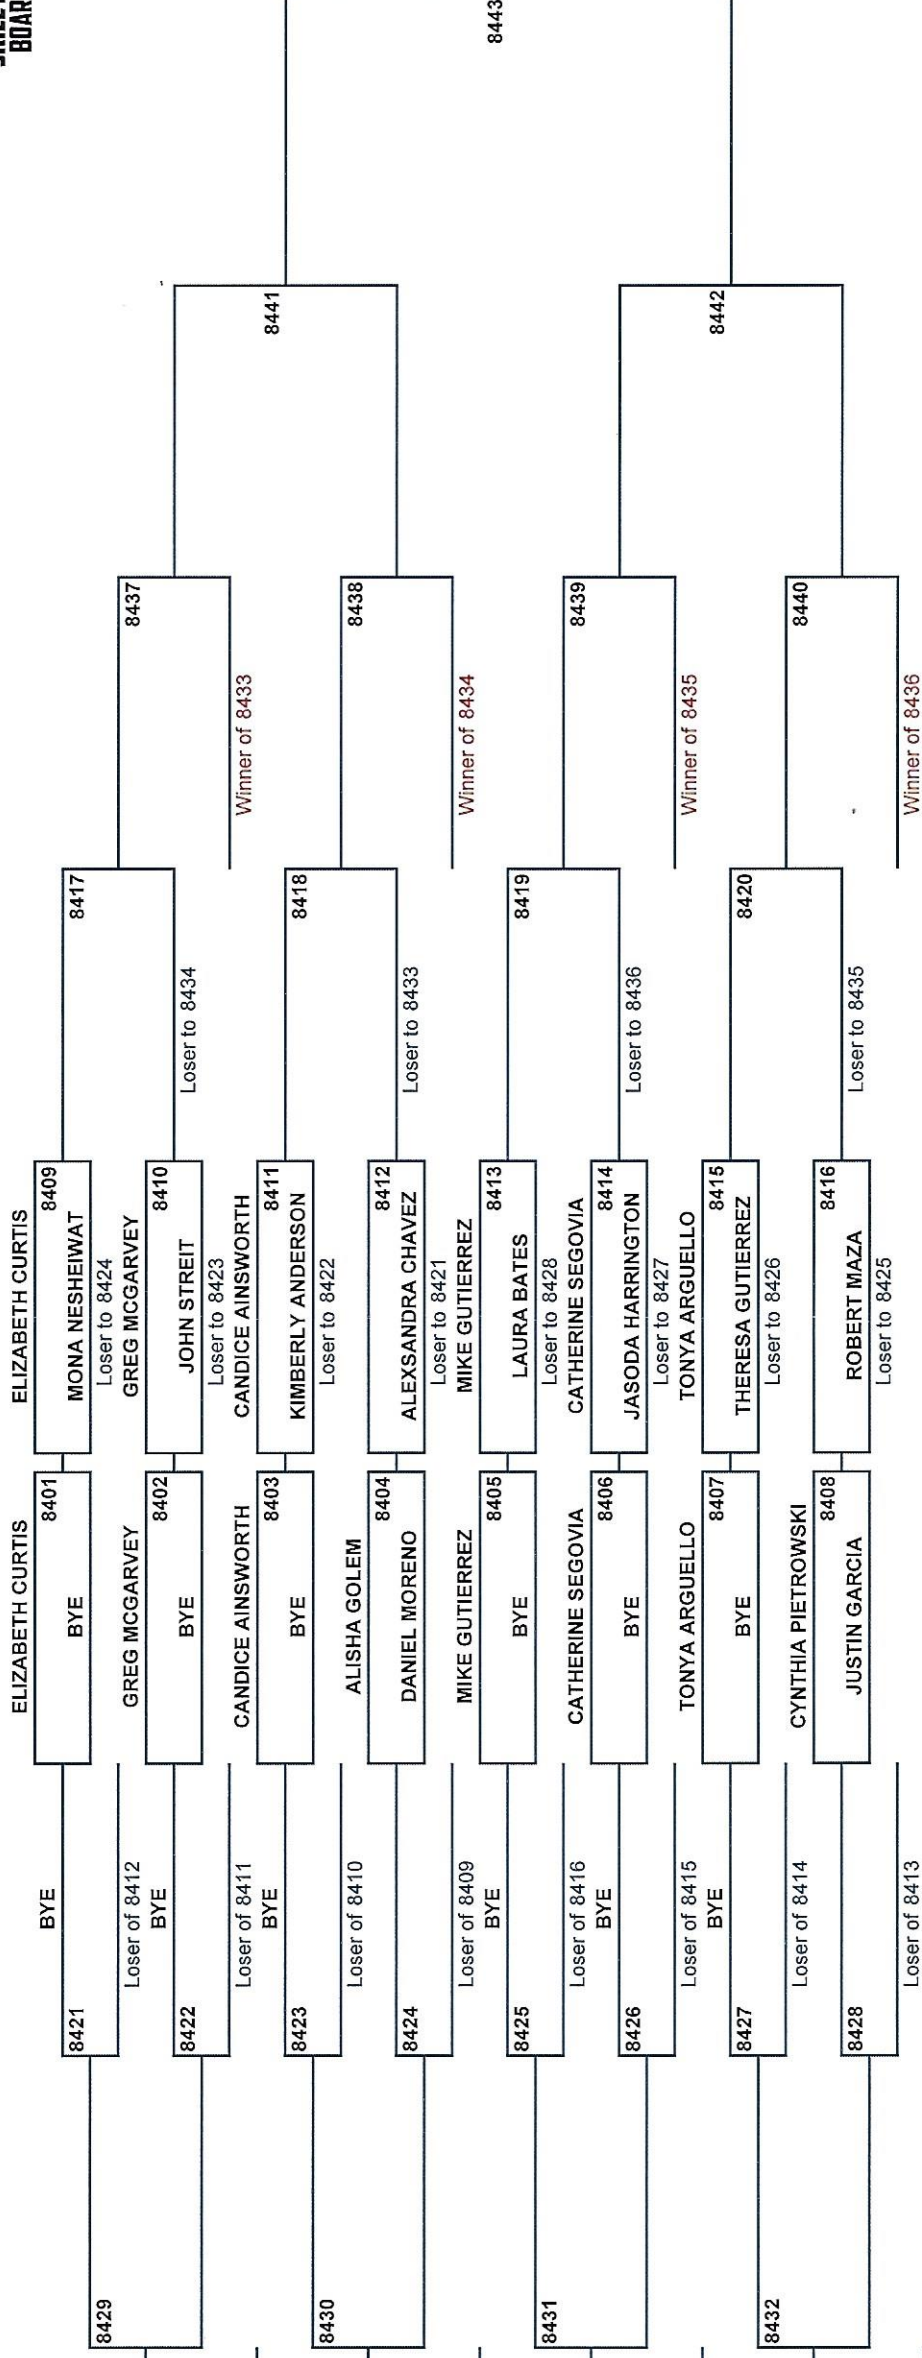 BOAR
8443
8441
8442
8437
8438
8439
8440
Winner of 8433
Winner of 8434
Winner of 8435
Winner of 8436
8417
8418
8419
8420
Loser to 8434
Loser to 8433
Loser to 8436
Loser to 8435
ELIZABETH CURTIS
8409
MONA NESHEIWAT
Loser to 8424
GREG MCGARVEY
8410
JOHN STREIT
Loser to 8423
CANDICE AINSWORTH
8411
KIMBERLY ANDERSON
Loser to 8422
8412
ALEXSANDRA CHAVEZ
Loser to 8421
MIKE GUTIERREZ
8413
LAURA BATES
Loser to 8428
CATHERINE SEGOVIA
8414
JASODA HARRINGTON
Loser to 8427
TONYA ARGUELLO
8415
THERESA GUTIERREZ
Loser to 8426
8416
ROBERT MAZA
Loser to 8425
ELIZABETH CURTIS
8401
BYE
GREG MCGARVEY
8402
BYE
CANDICE AINSWORTH
8403
BYE
ALISHA GOLEM
8404
DANIEL MORENO
MIKE GUTIERREZ
8405
BYE
CATHERINE SEGOVIA
8406
BYE
TONYA ARGUELLO
8407
BYE
CYNTHIA PIETROWSKI
8408
JUSTIN GARCIA
BYE
8421
Loser of 8412
BYE
8422
Loser of 8411
BYE
8423
Loser of 8410
8424
Loser of 8409
BYE
8425
Loser of 8416
BYE
8426
Loser of 8415
BYE
8427
Loser of 8414
8428
Loser of 8413
8429
8430
8431
8432